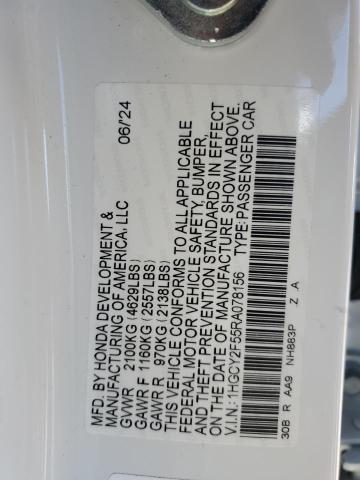 MFD. BY HONDA DEVELOPMENT &
MANUFACTURING OF AMERICA, LLC 06/'24
GVWR 2100KG (4629LBS)
GAWR F 1160KG (2557LBS)
GAWR R 970KG (2138LBS)
THIS VEHICLE CONFORMS TO ALL APPLICABLE
FEDERAL MOTOR VEHICLE SAFETY, BUMPER,
AND THEFT PREVENTION STANDARDS IN EFFECT
ON THE DATE OF MANUFACTURE SHOWN ABOVE.
V.I.N.: 1HGCY2F55RA078156 TYPE: PASSENGER CAR
30B R AA9 NH883P Z A